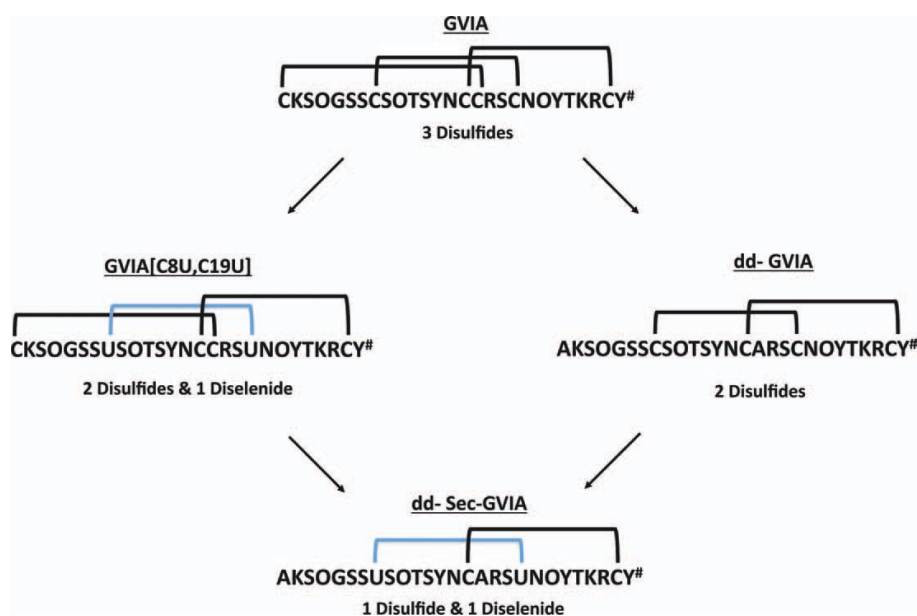 GVIA
CKSOGSSCSOTSYNCCRSCNOYTKRCY#
3 Disulfides
GVIA[C8U,C19U]
CKSOGSSUSOTSYNCCRSUNOYTKRCY#
2 Disulfides & 1 Diselenide
dd- GVIA
AKSOGSSCSOTSYNCARSCNOYTKRCY#
2 Disulfides
dd- Sec-GVIA
AKSOGSSUSOTSYNCARSUNOYTKRCY#
1 Disulfide & 1 Diselenide